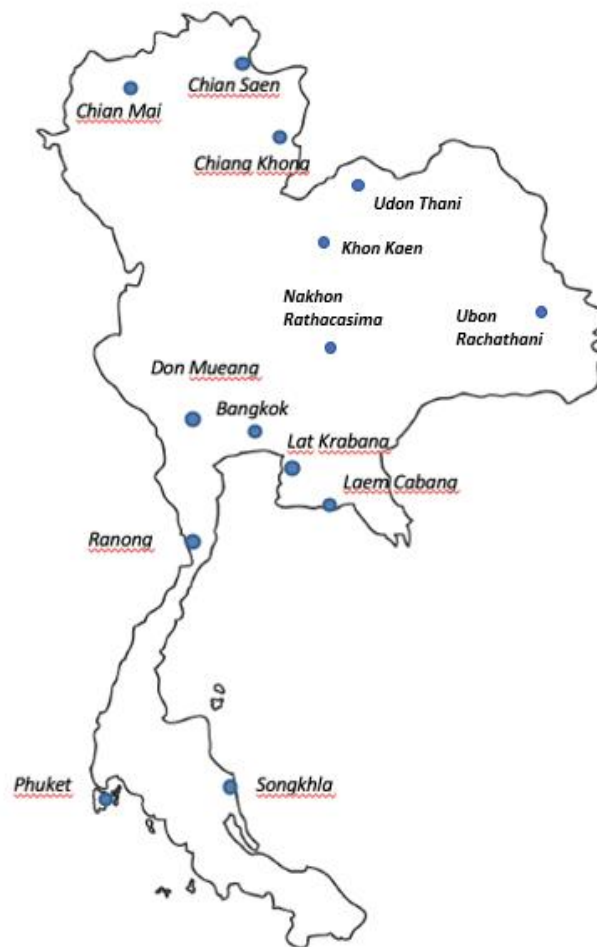 Chian Saen
Chian Mai
Chiang Khong
Udon Thani
Khon Kaen
Nakhon
Rathacasima
Ubon
Rachathani
Don Mueang
Bangkok
Lat Krabana
Laem Cabang
Ranong
Phuket
Songkhla